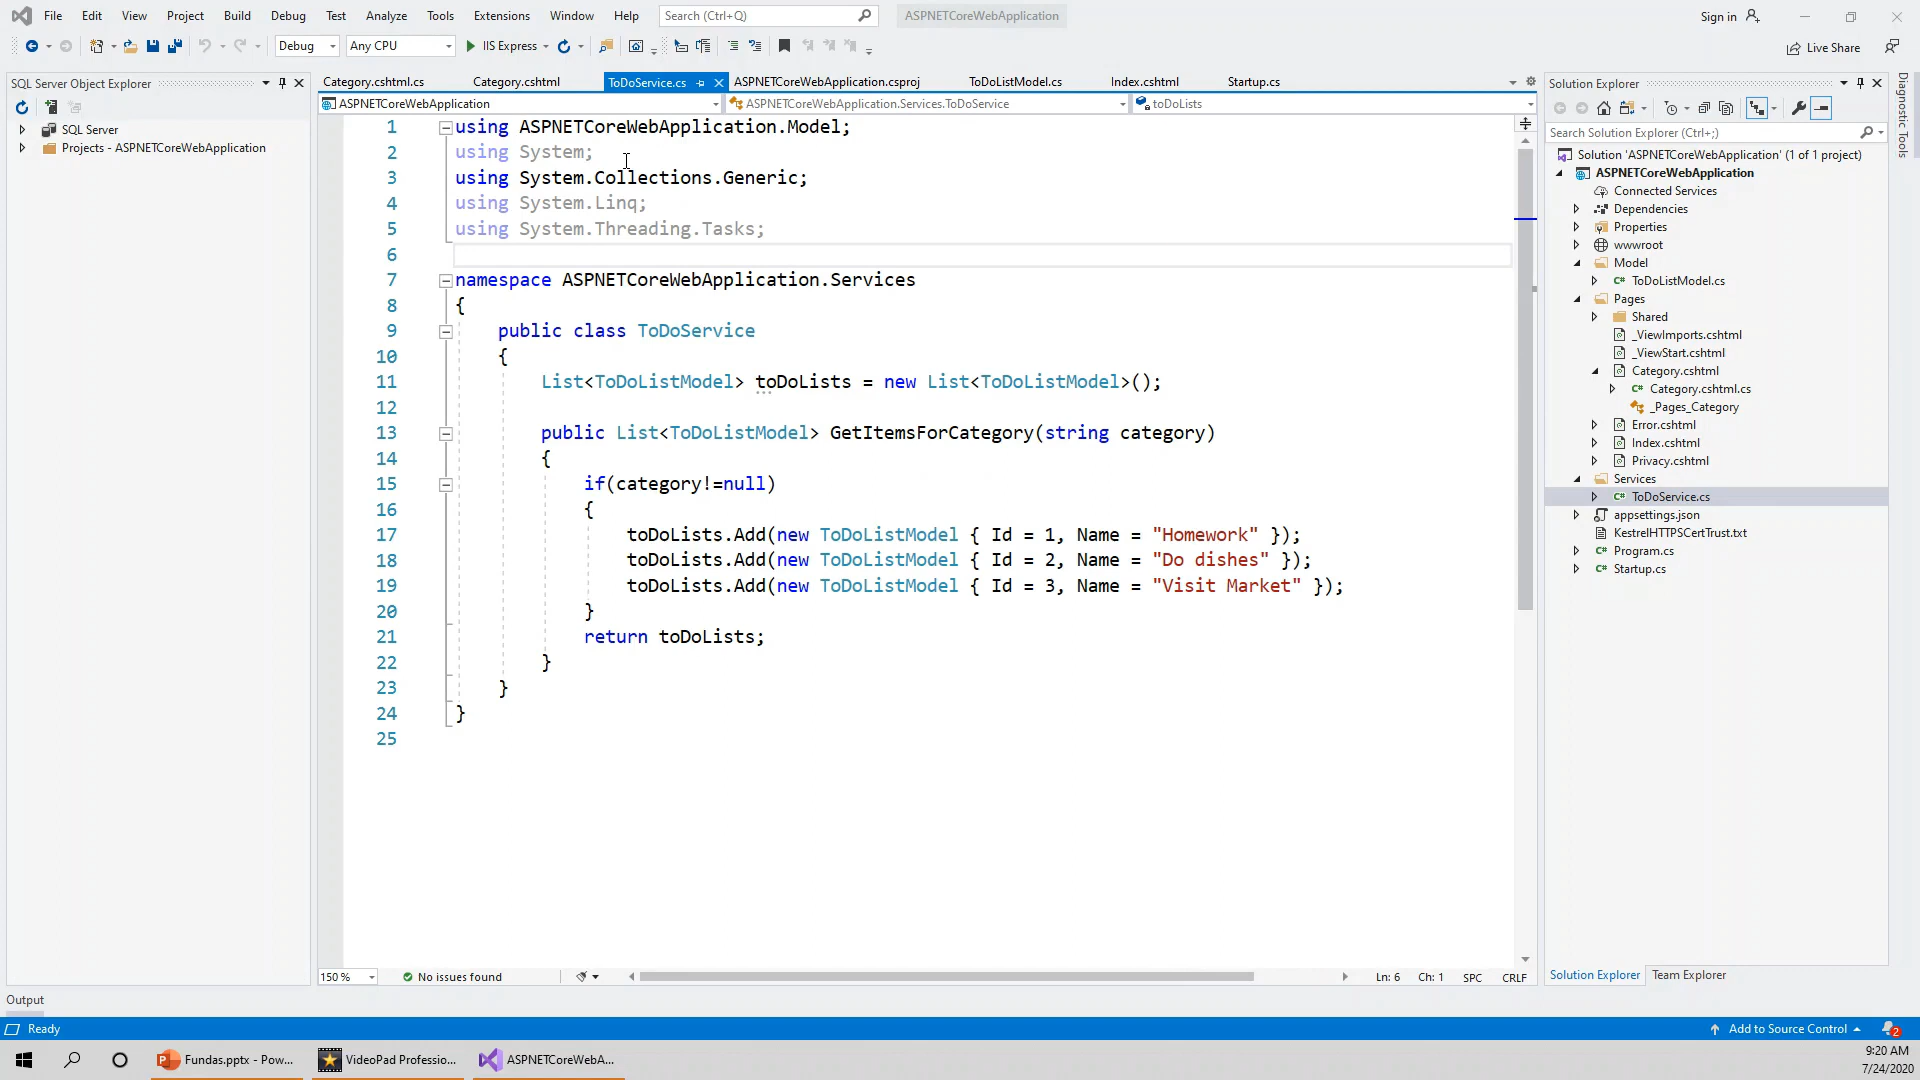 File Edit View Project Build Debug Test Analyze Tools Extensions Window Help Search (Ctrl+Q) ASPNETCoreWebApplication Sign in
Debug Any CPU IIS Express Live Share
SQL Server Object Explorer
SQL Server
Projects - ASPNETCoreWebApplication
Category.cshtml.cs Category.cshtml ToDoService.cs ASPNETCoreWebApplication.csproj ToDoListModel.cs Index.cshtml Startup.cs
ASPNETCoreWebApplication ASPNETCoreWebApplication.Services.ToDoService toDoLists
1 using ASPNETCoreWebApplication.Model;
2 using System;
3 using System.Collections.Generic;
4 using System.Linq;
5 using System.Threading.Tasks;
6
7 namespace ASPNETCoreWebApplication.Services
8 {
9 public class ToDoService
10 {
11 List<ToDoListModel> toDoLists = new List<ToDoListModel>();
12
13 public List<ToDoListModel> GetItemsForCategory(string category)
14 {
15 if(category!=null)
16 {
17 toDoLists.Add(new ToDoListModel { Id = 1, Name = "Homework" });
18 toDoLists.Add(new ToDoListModel { Id = 2, Name = "Do dishes" });
19 toDoLists.Add(new ToDoListModel { Id = 3, Name = "Visit Market" });
20 }
21 return toDoLists;
22 }
23 }
24 }
25
150 % No issues found Ln: 6 Ch: 1 SPC CRLF
Solution Explorer
Search Solution Explorer (Ctrl+;)
Solution 'ASPNETCoreWebApplication' (1 of 1 project)
ASPNETCoreWebApplication
Connected Services
Dependencies
Properties
wwwroot
Model
C# ToDoListModel.cs
Pages
Shared
_ViewImports.cshtml
_ViewStart.cshtml
Category.cshtml
C# Category.cshtml.cs
_Pages_Category
Error.cshtml
Index.cshtml
Privacy.cshtml
Services
C# ToDoService.cs
appsettings.json
KestrelHTTPSCertTrust.txt
C# Program.cs
C# Startup.cs
Solution Explorer Team Explorer
Diagnostic Tools
Output
Ready Add to Source Control 2
Fundas.pptx - Pow... VideoPad Professio... ASPNETCoreWebA...
9:20 AM
7/24/2020